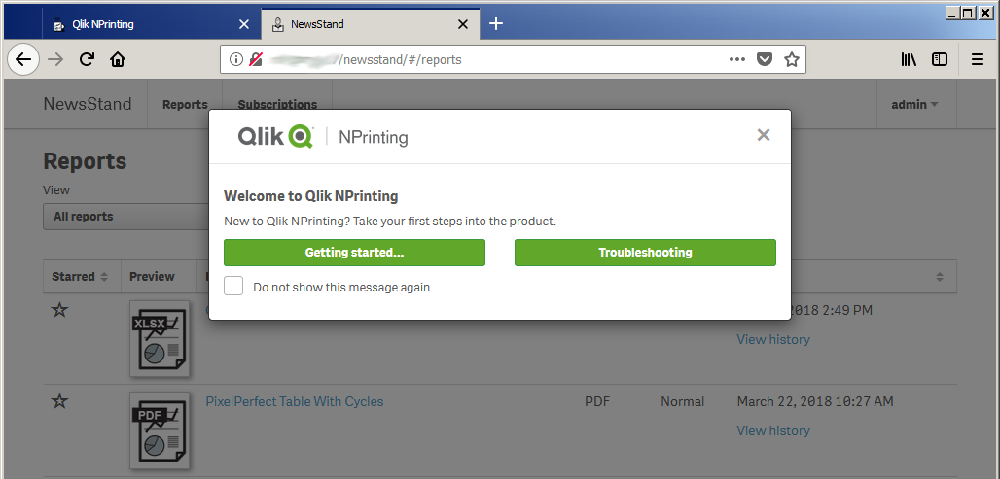 Qlik NPrinting
NewsStand
/newsstand/#/reports
NewsStand Reports Subscriptions admin
Qlik NPrinting
Reports
View
All reports
Welcome to Qlik NPrinting
New to Qlik NPrinting? Take your first steps into the product.
Getting started... Troubleshooting
Do not show this message again.
Starred Preview
XLSX 2018 2:49 PM
View history
PDF PixelPerfect Table With Cycles PDF Normal March 22, 2018 10:27 AM
View history